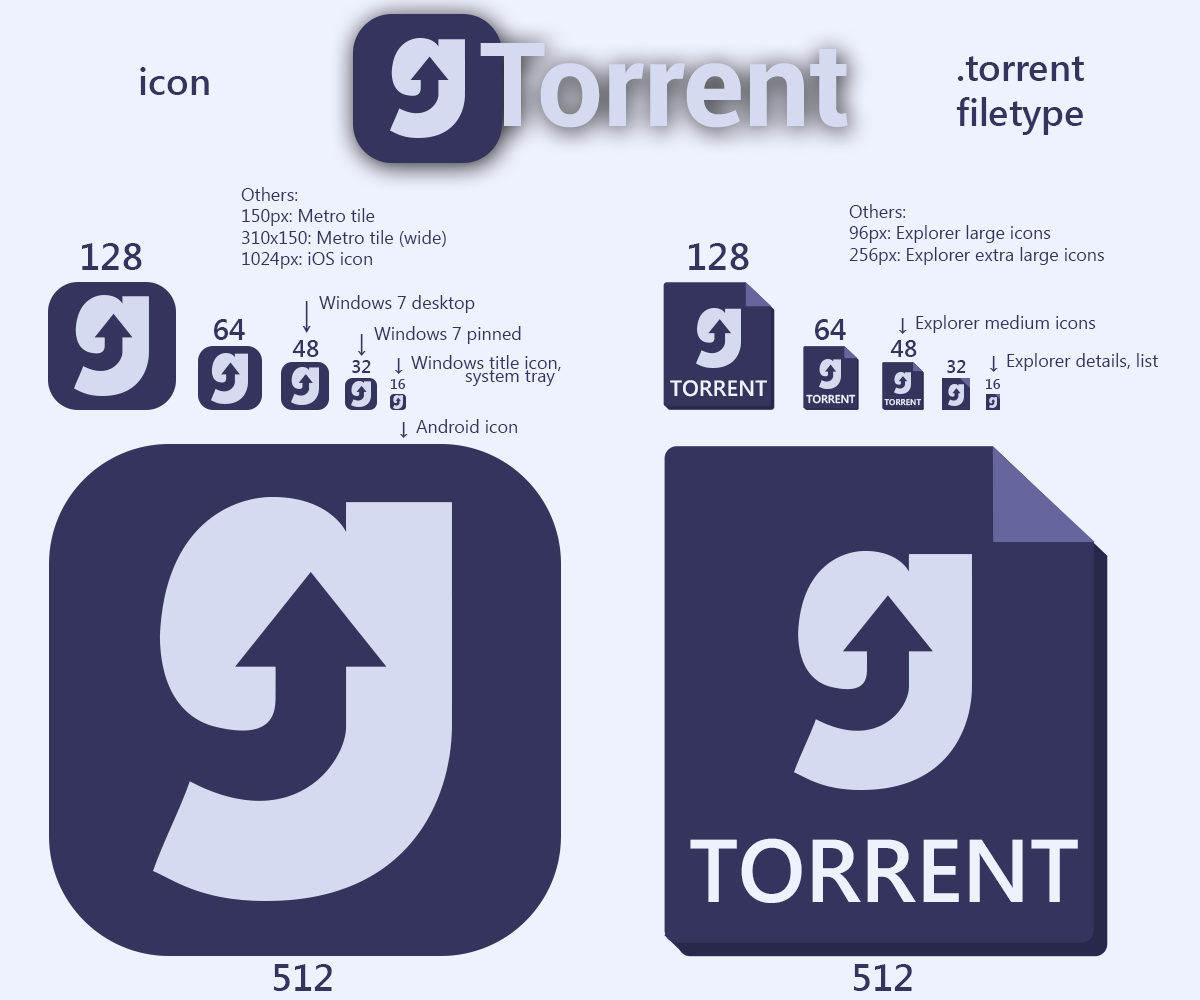 icon
gTorrent
.torrent
filetype
Others:
150px: Metro tile
310x150: Metro tile (wide)
1024px: iOS icon
Others:
96px: Explorer large icons
256px: Explorer extra large icons
128
g
↓ Windows 7 desktop
64
g
↓ Windows 7 pinned
48
g
↓ Windows title icon,
system tray
32
g
16
g
128
g
TORRENT
64
g
TORRENT
↓ Explorer medium icons
48
g
TORRENT
32
g
↓ Explorer details, list
16
g
↓ Android icon
g
512
g
TORRENT
512